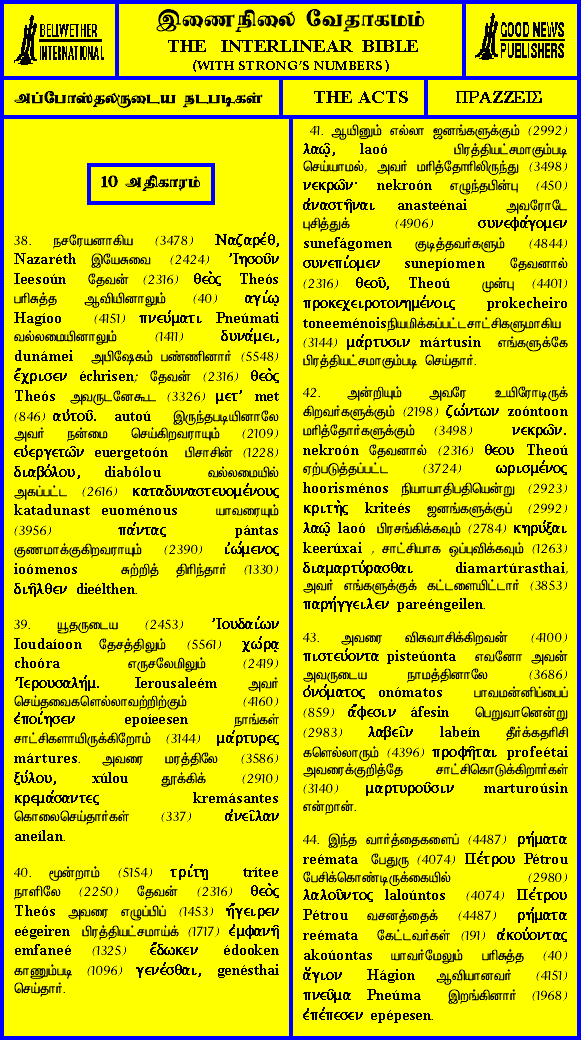 BELLWETHER
INTERNATIONAL
இணைநிலை வேதாகமம்
THE INTERLINEAR BIBLE
(WITH STRONG'S NUMBERS)
GOOD NEWS
PUBLISHERS
அப்போஸ்தலருடைய நடபடிகள்
THE ACTS
ΠΡΑΖΖΕΙΣ
10 அதிகாரம்
38. நசரேயனாகிய (3478) Ναζαρέθ,
Nazaréth இயேசுவை (2424) Ἰησοῦν
Ieesoún தேவன் (2316) θεὸς Theós
பரிசுத்த ஆவியினாலும் (40) αγίῳ
Hagíoo (4151) πνεύματι Pneúmati
வல்லமையினாலும் (1411) δυνάμει,
dunámei அபிஷேகம் பண்ணினார் (5548)
ἔχρισεν échrisen; தேவன் (2316) θεὸς
Theós அவருடனேகூட (3326) μετ' met
(846) αὐτοῦ. autoú இருந்தபடியினாலே
அவர் நன்மை செய்கிறவராயும் (2109)
εὐεργετῶν euergetoón பிசாசின் (1228)
διαβόλου, diabólou வல்லமையில்
அகப்பட்ட (2616) καταδυναστευομένους
katadunast euoménous யாவரையும்
(3956) πάντας pántas
குணமாக்குகிறவராயும் (2390) ἰώμενος
ioómenos சுற்றித் திரிந்தார் (1330)
διῆλθεν dieélthen.
39. யூதருடைய (2453) Ἰουδαίων
Ioudaíoon தேசத்திலும் (5561) χώρᾳ
choóra எருசலேமிலும் (2419)
Ἰερουσαλήμ. Ierousaleém அவர்
செய்தவைகளெல்லாவற்றிற்கும் (4160)
ἐποίησεν epoíeesen நாங்கள்
சாட்சிகளாயிருக்கிறோம் (3144) μάρτυρες
mártures. அவரை மரத்திலே (3586)
ξύλου, xúlou தூக்கிக் (2910)
κρεμάσαντες kremásantes
கொலைசெய்தார்கள் (337) ἀνεῖλαν
aneílan.
40. மூன்றாம் (5154) τρίτῃ trítee
நாளிலே (2250) தேவன் (2316) θεὸς
Theós அவரை எழுப்பிப் (1453) ἤγειρεν
eégeiren பிரத்தியட்சமாய்க் (1717) ἐμφανῆ
emfaneé (1325) ἔδωκεν édooken
காணும்படி (1096) γενέσθαι, genésthai
செய்தார்.
41. ஆயினும் எல்லா ஜனங்களுக்கும் (2992)
λαῷ, laoó பிரத்தியட்சமாகும்படி
செய்யாமல், அவர் மரித்தோரிலிருந்து (3498)
νεκρῶν· nekroón எழுந்தபின்பு (450)
ἀναστῆναι anasteénai அவரோடே
புசித்துக் (4906) συνεφάγομεν
sunefágomen குடித்தவர்களும் (4844)
συνεπίομεν sunepíomen தேவனால்
(2316) θεοῦ, Theoú முன்பு (4401)
προκεχειροτονημένοις prokecheiro
toneeménoisநியமிக்கப்பட்டசாட்சிகளுமாகிய
(3144) μάρτυσιν mártusin எங்களுக்கே
பிரத்தியட்சமாகும்படி செய்தார்.
42. அன்றியும் அவரே உயிரோடிருக்
கிறவர்களுக்கும் (2198) ζώντων zoóntoon
மரித்தோர்களுக்கும் (3498) νεκρῶν.
nekroón தேவனால் (2316) θεου Theoú
ஏற்படுத்தப்பட்ட (3724) ωρισμένος
hoorisménos நியாயாதிபதியென்று (2923)
κριτὴς kriteés ஜனங்களுக்குப் (2992)
λαῷ laoó பிரசங்கிக்கவும் (2784) κηρύξαι
keerúxai , சாட்சியாக ஒப்புவிக்கவும் (1263)
διαμαρτύρασθαι diamartúrasthai,
அவர் எங்களுக்குக் கட்டளையிட்டார் (3853)
παρήγγειλεν pareéngeilen.
43. அவரை விசுவாசிக்கிறவன் (4100)
πιστεύοντα pisteúonta எவனோ அவன்
அவருடைய நாமத்தினாலே (3686)
ὀνόματος onómatos பாவமன்னிப்பைப்
(859) ἄφεσιν áfesin பெறுவானென்று
(2983) λαβεῖν labeín தீர்க்கதரிசி
களெல்லாரும் (4396) προφῆται profeétai
அவரைக்குறித்தே சாட்சிகொடுக்கிறார்கள்
(3140) μαρτυροῦσιν marturoúsin
என்றான்.
44. இந்த வார்த்தைகளைப் (4487) ρήματα
reémata பேதுரு (4074) Πέτρου Pétrou
பேசிக்கொண்டிருக்கையில் (2980)
λαλοῦντος laloúntos (4074) Πέτρου
Pétrou வசனத்தைக் (4487) ρήματα
reémata கேட்டவர்கள் (191) ἀκούοντας
akoúontas யாவர்மேலும் பரிசுத்த (40)
ἅγιον Hágion ஆவியானவர் (4151)
πνεῦμα Pneúma இறங்கினார் (1968)
ἐπέπεσεν epépesen.